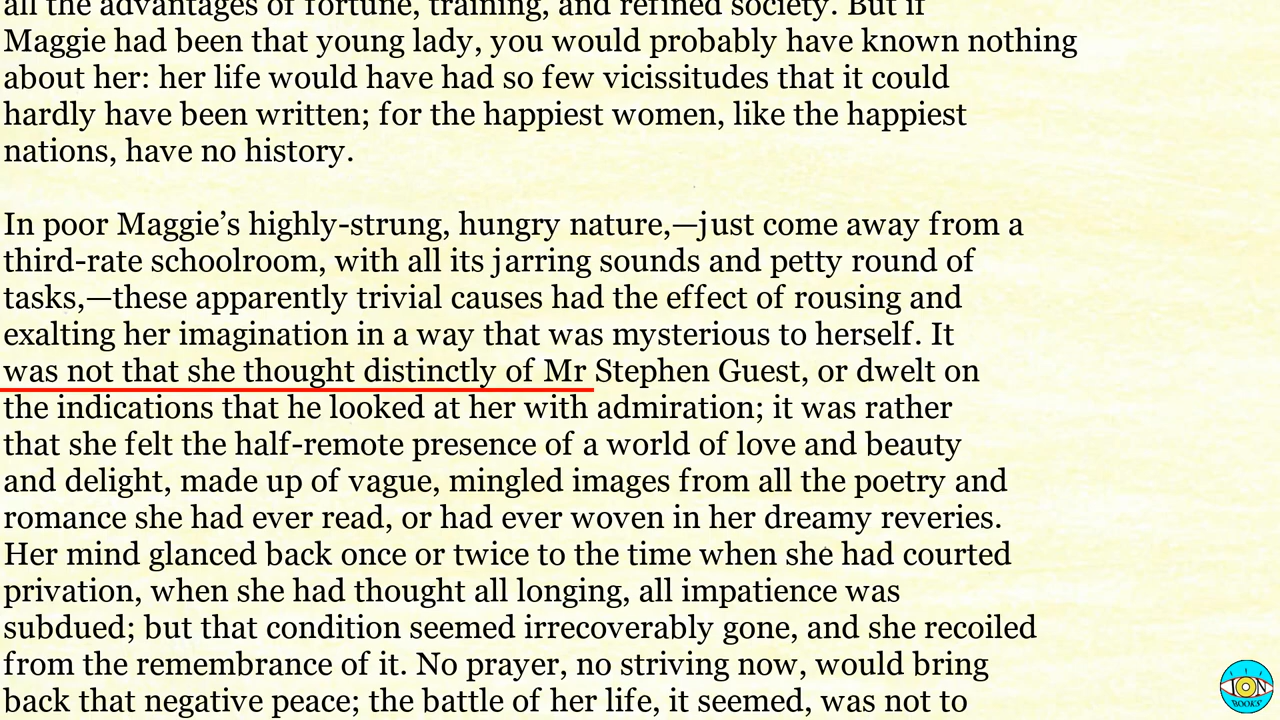 all the advantages of fortune, training, and refined society. But if
Maggie had been that young lady, you would probably have known nothing
about her: her life would have had so few vicissitudes that it could
hardly have been written; for the happiest women, like the happiest
nations, have no history.
In poor Maggie’s highly-strung, hungry nature,—just come away from a
third-rate schoolroom, with all its jarring sounds and petty round of
tasks,—these apparently trivial causes had the effect of rousing and
exalting her imagination in a way that was mysterious to herself. It
was not that she thought distinctly of Mr Stephen Guest, or dwelt on
the indications that he looked at her with admiration; it was rather
that she felt the half-remote presence of a world of love and beauty
and delight, made up of vague, mingled images from all the poetry and
romance she had ever read, or had ever woven in her dreamy reveries.
Her mind glanced back once or twice to the time when she had courted
privation, when she had thought all longing, all impatience was
subdued; but that condition seemed irrecoverably gone, and she recoiled
from the remembrance of it. No prayer, no striving now, would bring
back that negative peace; the battle of her life, it seemed, was not to
ION
BOOKS